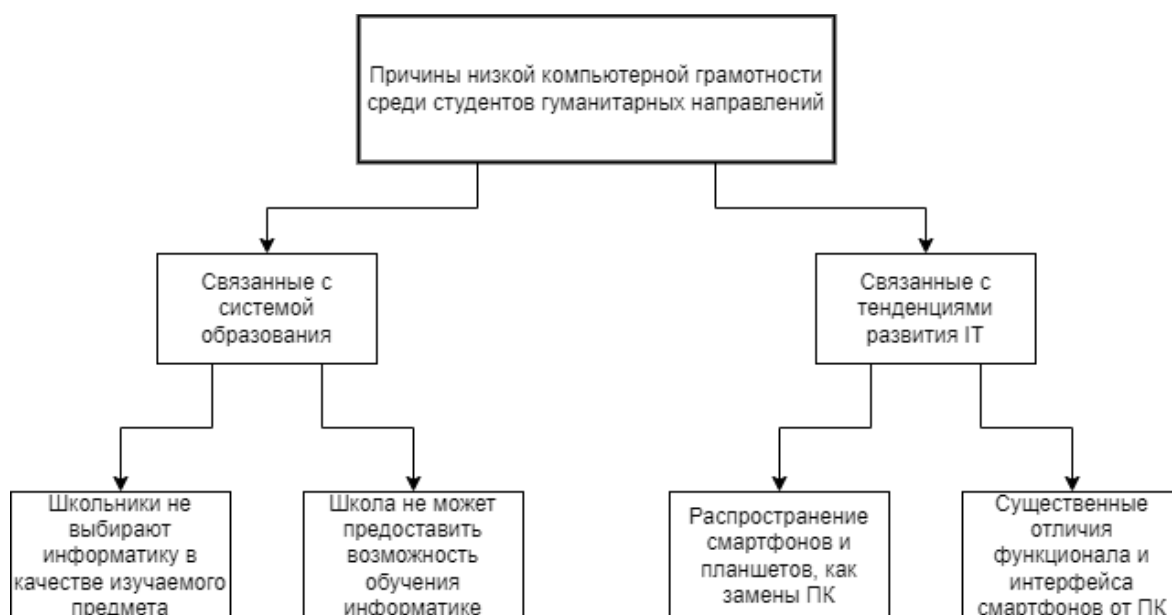 Причины низкой компьютерной грамотности
среди студентов гуманитарных направлений
Связанные с
системой
образования
Связанные с
тенденциями
развития IT
Школьники не
выбирают
информатику в
качестве изучаемого
предмета
Школа не может
предоставить
возможность
обучения
информатике
Распространение
смартфонов и
планшетов, как
замены ПК
Существенные
отличия
функционала и
интерфейса
смартфонов от ПК